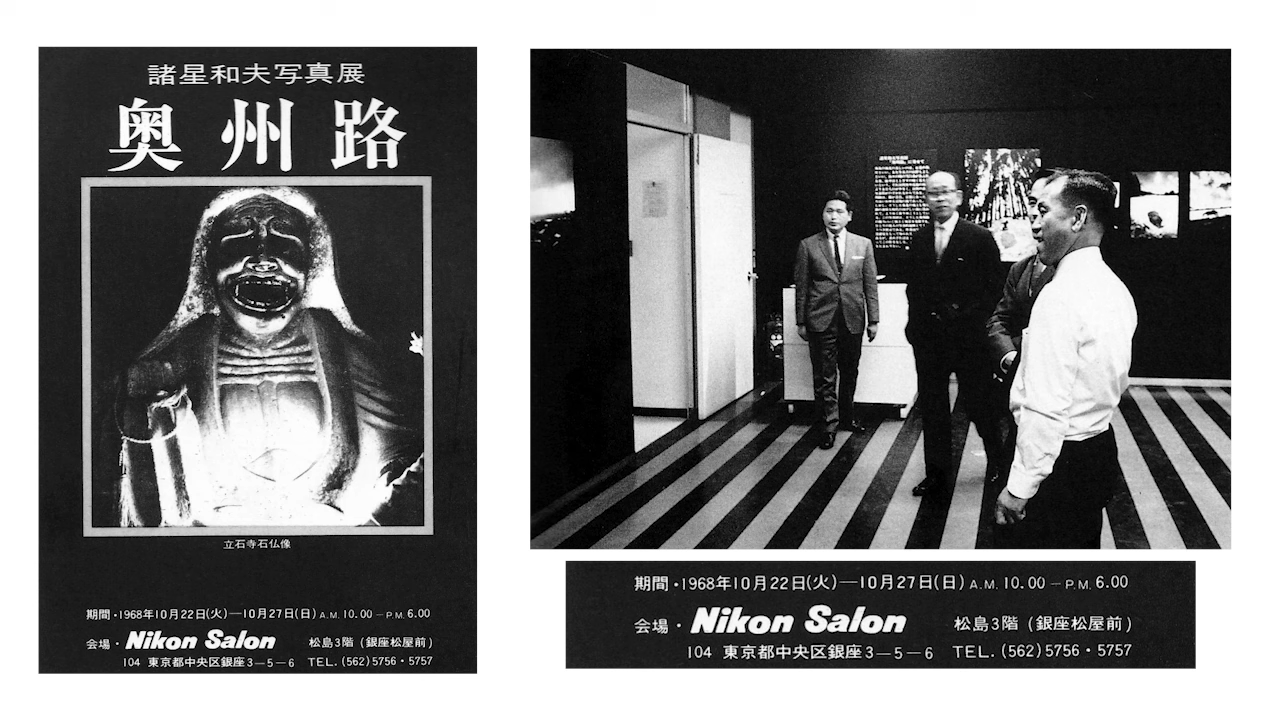 諸星和夫写真展
奥州路
立石寺石仏像
期間・1968年10月22日(火)―10月27日(日) A.M. 10.00 — P.M. 6.00
会場・Nikon Salon 松島3階 (銀座松屋前)
104 東京都中央区銀座3—5—6 TEL. (562) 5756・5757
期間・1968年10月22日(火)―10月27日(日) A.M. 10.00 — P.M. 6.00
会場・Nikon Salon 松島3階 (銀座松屋前)
104 東京都中央区銀座3—5—6 TEL. (562) 5756・5757